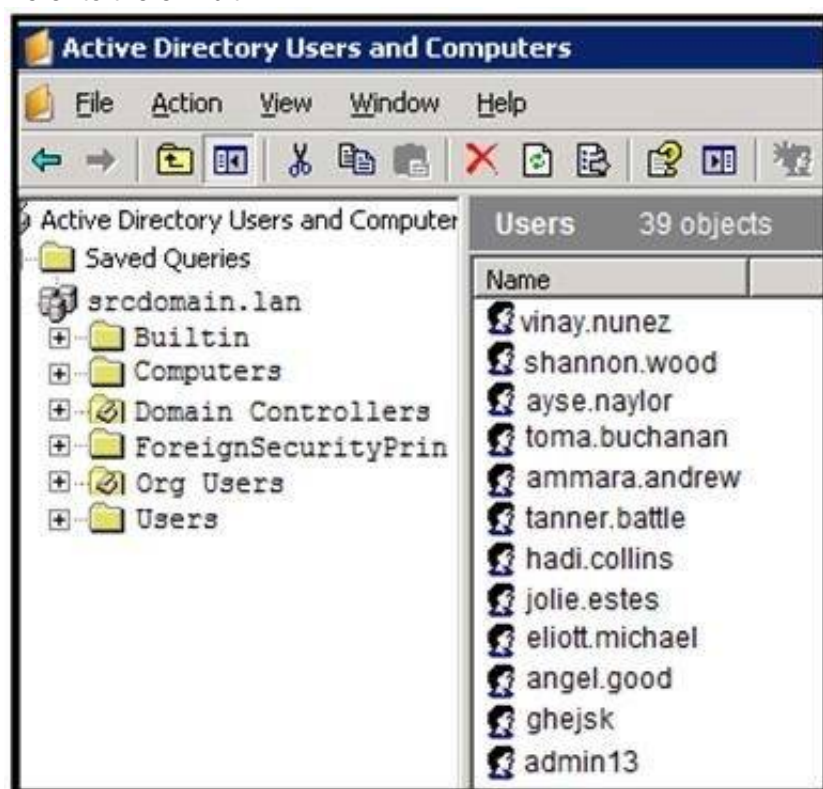 Active Directory Users and Computers
File Action View Window Help
Active Directory Users and Computer
Saved Queries
srcdomain.lan
Builtin
Computers
Domain Controllers
ForeignSecurityPrin
Org Users
Users
Users 39 objects
Name
vinay.nunez
shannon.wood
ayse.naylor
toma.buchanan
ammara.andrew
tanner.battle
hadi.collins
jolie.estes
eliott.michael
angel.good
ghejsk
admin13